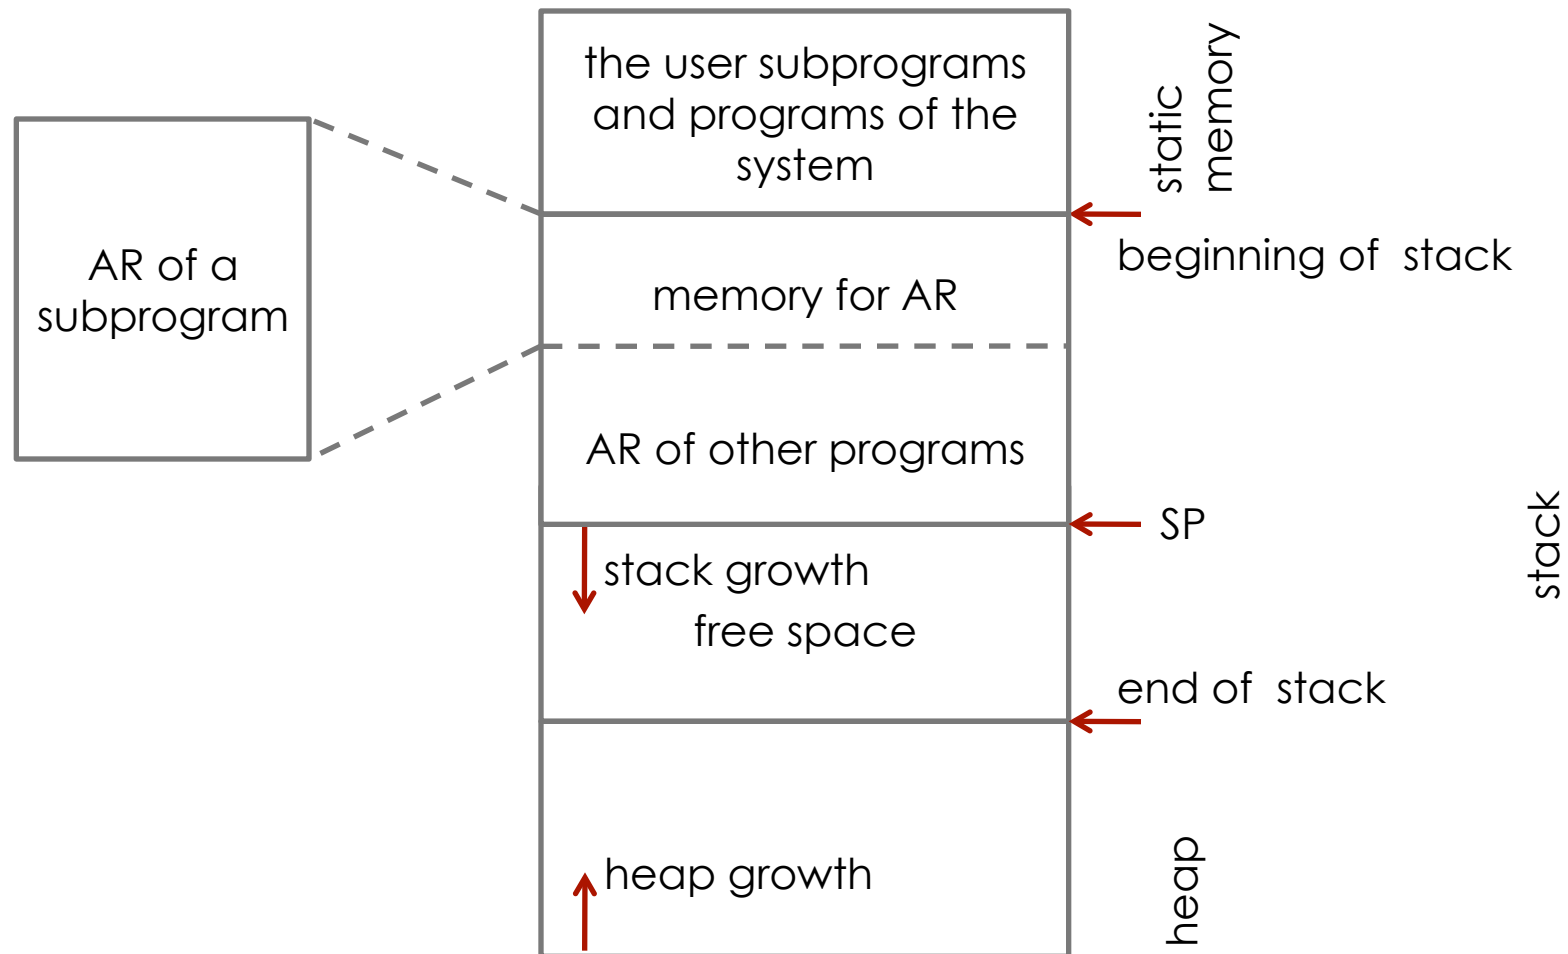 the user subprograms
and programs of the
system
static
memory
beginning of stack
AR of a
subprogram
memory for AR
AR of other programs
SP
stack
stack growth
free space
end of stack
heap growth
heap